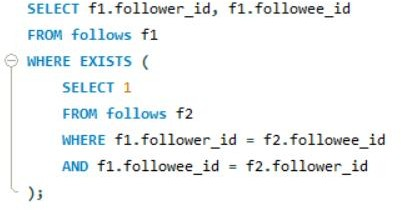 SELECT f1.follower_id, f1.followee_id
FROM follows f1
WHERE EXISTS (
SELECT 1
FROM follows f2
WHERE f1.follower_id = f2.followee_id
AND f1.followee_id = f2.follower_id
);